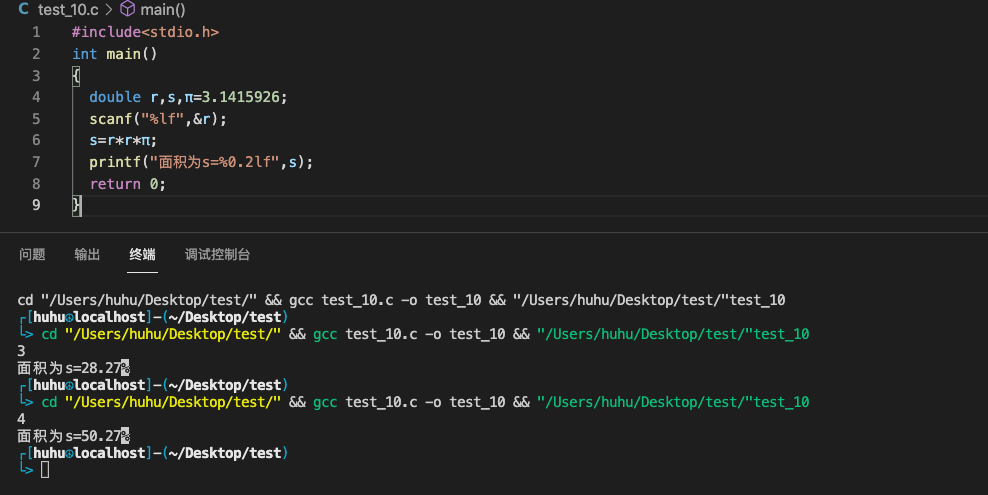 C test_10.c > main()
1 #include<stdio.h>
2 int main()
3 {
4 double r,s,π=3.1415926;
5 scanf("%lf",&r);
6 s=r*r*π;
7 printf("面积为s=%0.2lf",s);
8 return 0;
9 }
问题 输出 终端 调试控制台
cd "/Users/huhu/Desktop/test/" && gcc test_10.c -o test_10 && "/Users/huhu/Desktop/test/"test_10
┌[huhu☮localhost]-(~/Desktop/test)
└> cd "/Users/huhu/Desktop/test/" && gcc test_10.c -o test_10 && "/Users/huhu/Desktop/test/"test_10
3
面积为s=28.27%
┌[huhu☮localhost]-(~/Desktop/test)
└> cd "/Users/huhu/Desktop/test/" && gcc test_10.c -o test_10 && "/Users/huhu/Desktop/test/"test_10
4
面积为s=50.27%
┌[huhu☮localhost]-(~/Desktop/test)
└>